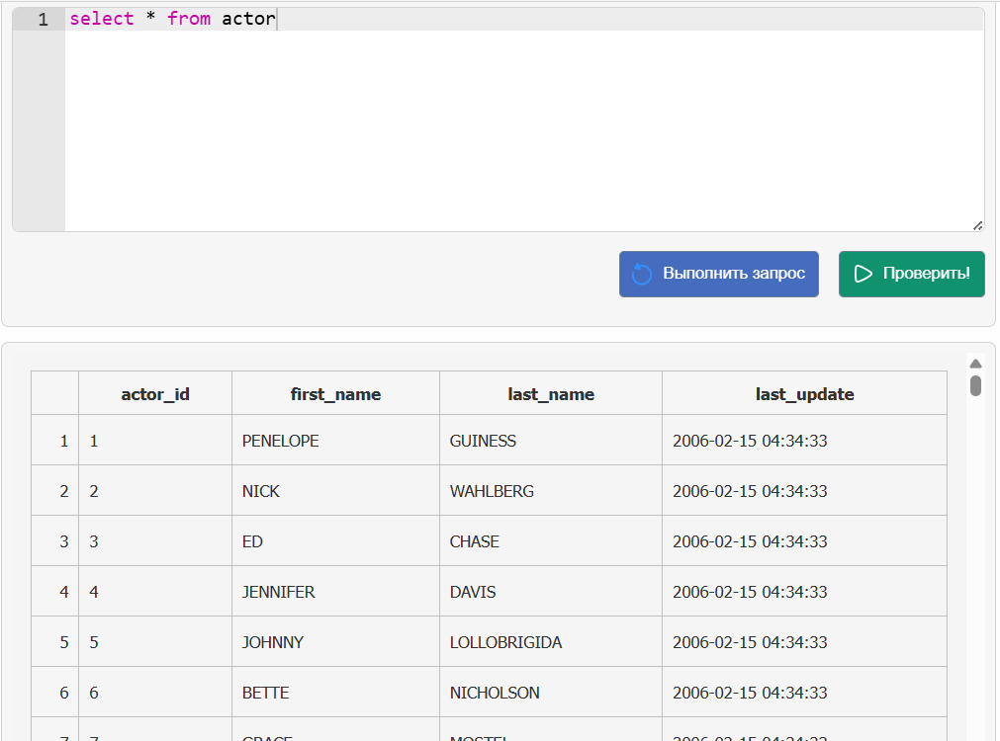 1 select * from actor
Выполнить запрос Проверить!
actor_id first_name last_name last_update
1 1 PENELOPE GUINESS 2006-02-15 04:34:33
2 2 NICK WAHLBERG 2006-02-15 04:34:33
3 3 ED CHASE 2006-02-15 04:34:33
4 4 JENNIFER DAVIS 2006-02-15 04:34:33
5 5 JOHNNY LOLLOBRIGIDA 2006-02-15 04:34:33
6 6 BETTE NICHOLSON 2006-02-15 04:34:33
7 7 GRACE MOSTEL 2006-02-15 04:34:33